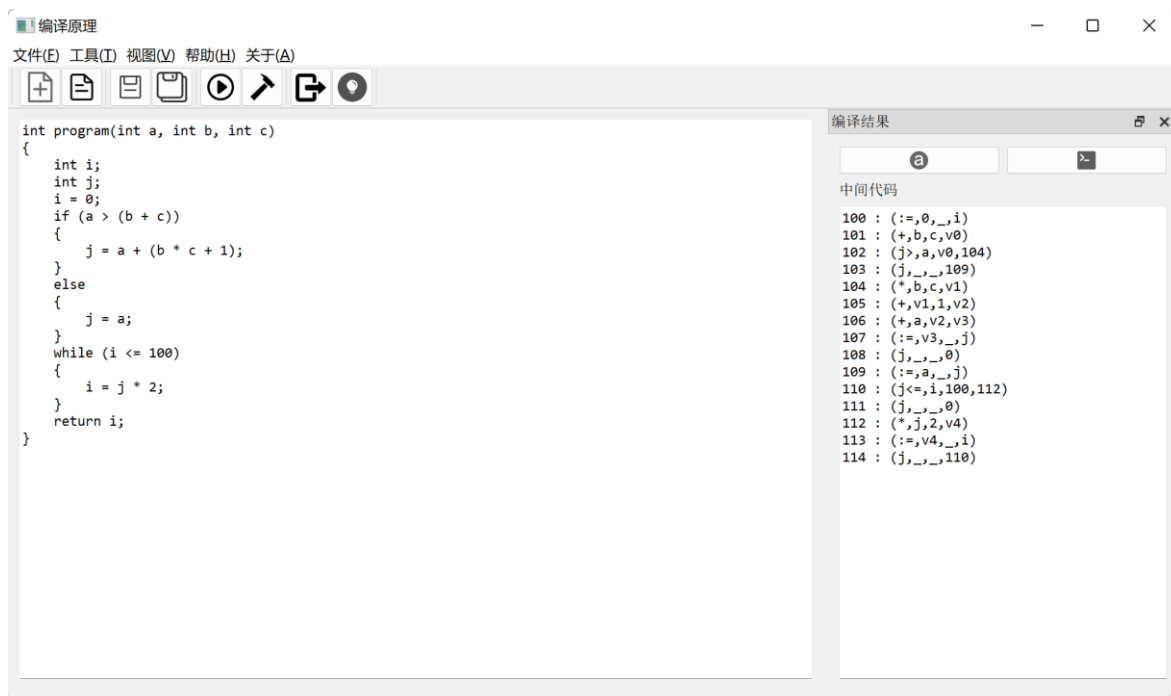 编译原理
文件(F) 工具(T) 视图(V) 帮助(H) 关于(A)
int program(int a, int b, int c)
{
    int i;
    int j;
    i = 0;
    if (a > (b + c))
    {
        j = a + (b * c + 1);
    }
    else
    {
        j = a;
    }
    while (i <= 100)
    {
        i = j * 2;
    }
    return i;
}
编译结果
a
中间代码
100 : (:=,0,_,i)
101 : (+,b,c,v0)
102 : (j>,a,v0,104)
103 : (j,_,_,109)
104 : (*,b,c,v1)
105 : (+,v1,1,v2)
106 : (+,a,v2,v3)
107 : (:=,v3,_,j)
108 : (j,_,_,0)
109 : (:=,a,_,j)
110 : (j<=,i,100,112)
111 : (j,_,_,0)
112 : (*,j,2,v4)
113 : (:=,v4,_,i)
114 : (j,_,_,110)